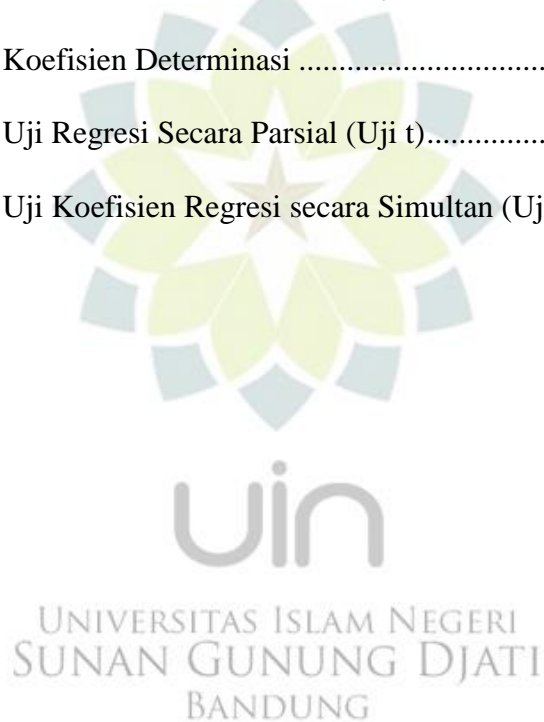 Koefisien Determinasi ..............................
Uji Regresi Secara Parsial (Uji t)...............
Uji Koefisien Regresi secara Simultan (Uj
uin
UNIVERSITAS ISLAM NEGERI
SUNAN GUNUNG DJATI
BANDUNG